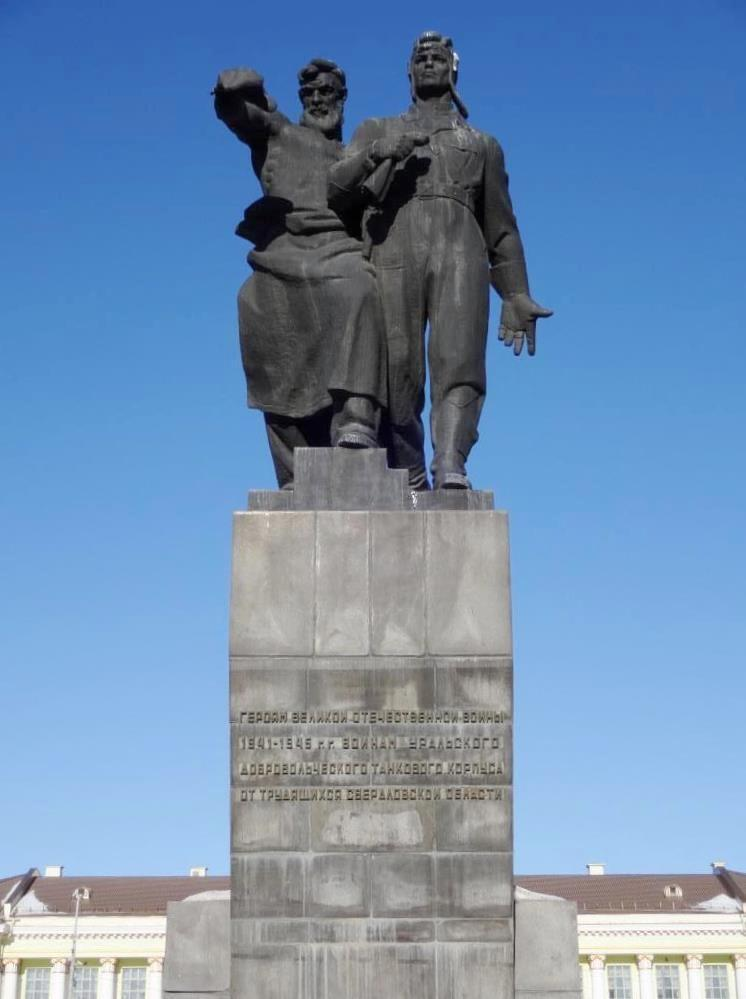 ГЕРОЯМ ВЕЛИКОЙ ОТЕЧЕСТВЕННОЙ ВОЙНЫ
1941-1945 г.г. ВОИНАМ УРАЛЬСКОГО
ДОБРОВОЛЬЧЕСКОГО ТАНКОВОГО КОРПУСА
ОТ ТРУДЯЩИХСЯ СВЕРДЛОВСКОЙ ОБЛАСТИ